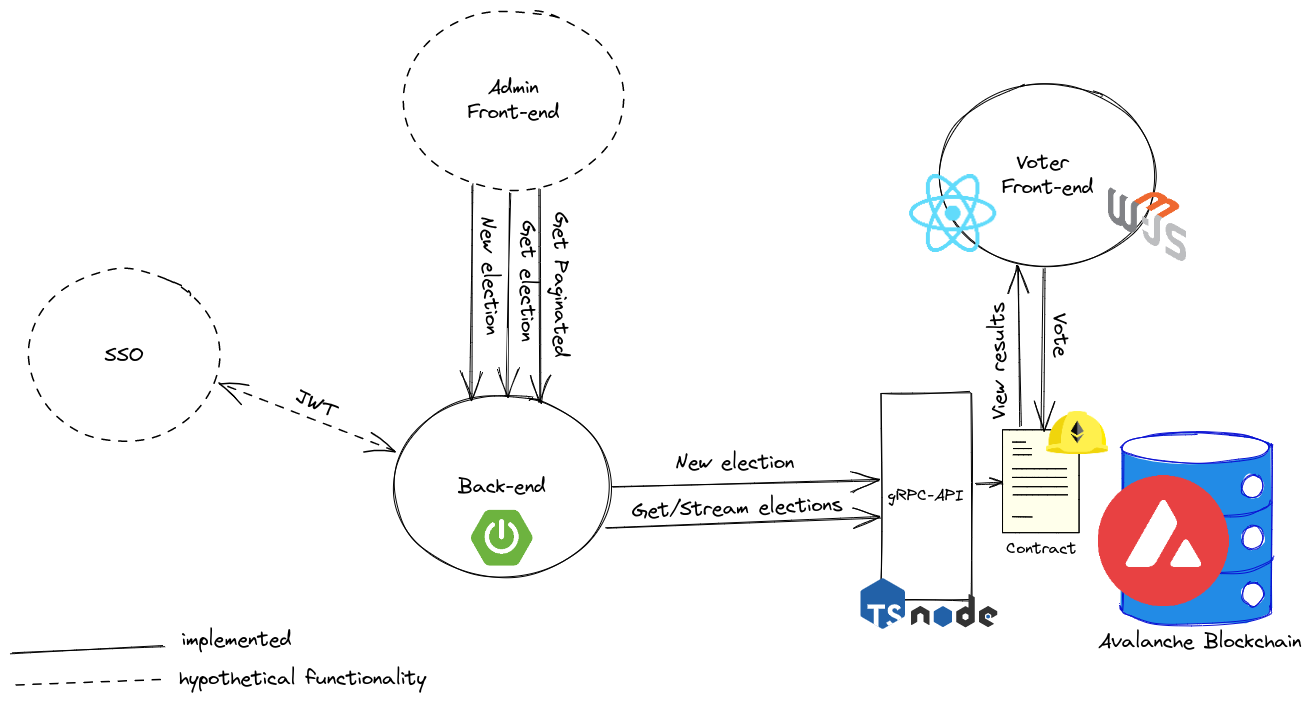 Admin
Front-end
Voter
Front-end
W3JS
New election
Get election
Get Paginated
SSO
JWT
View results
Vote
Back-end
New election
Get/Stream elections
gRPC-API
Contract
TS node
Avalanche Blockchain
implemented
hypothetical functionality